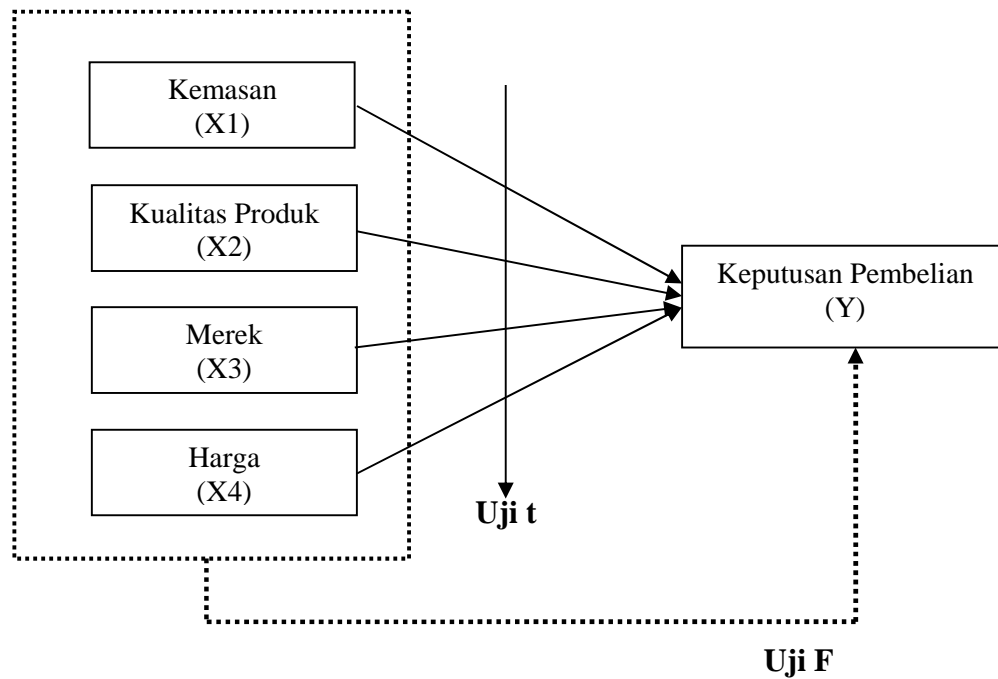 Kemasan
(X1)
Kualitas Produk
(X2)
Merek
(X3)
Harga
(X4)
Keputusan Pembelian
(Y)
Uji t
Uji F